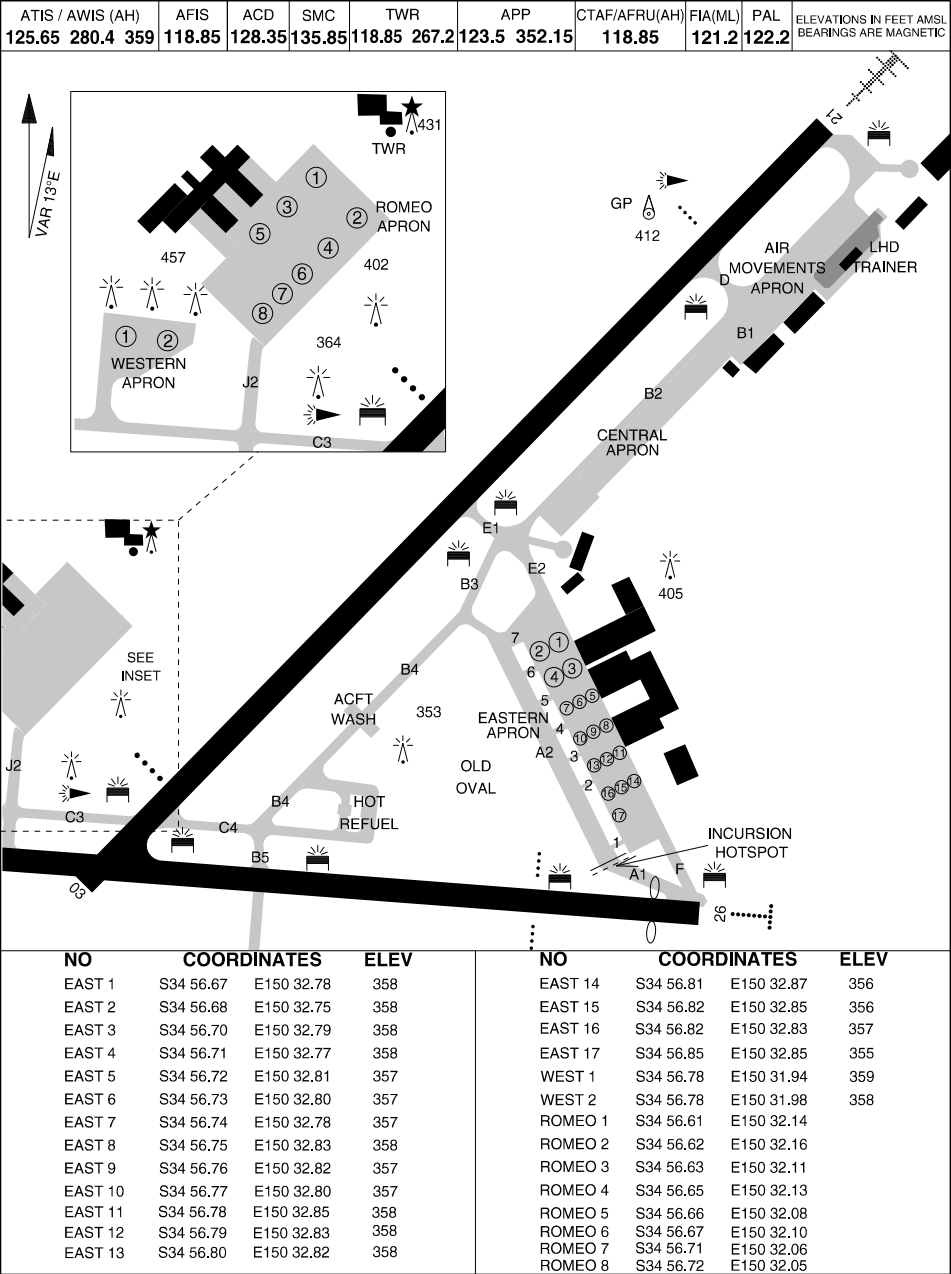 ATIS / AWIS (AH) AFIS ACD SMC TWR APP CTAF/AFRU(AH) FIA(ML) PAL ELEVATIONS IN FEET AMSL
BEARINGS ARE MAGNETIC
125.65 280.4 359 118.85 128.35 135.85 118.85 267.2 123.5 352.15 118.85 121.2 122.2
VAR 13°E
431
TWR
1
3
2
ROMEO
APRON
5
4
457
402
6
7
8
1
2
364
WESTERN
APRON
J2
C3
21
GP
412
AIR
MOVEMENTS
APRON
LHD
TRAINER
D
B1
B2
CENTRAL
APRON
E1
E2
B3
405
SEE
INSET
B4
7
1
2
6
3
4
5
5
6
7
ACFT
WASH
353
EASTERN
APRON
4
8
9
10
A2
3
11
12
13
OLD
OVAL
2
14
15
16
17
J2
C3
B4
HOT
REFUEL
C4
B5
1
INCURSION
HOTSPOT
A1
F
03
26
NO COORDINATES ELEV
EAST 1 S34 56.67 E150 32.78 358
EAST 2 S34 56.68 E150 32.75 358
EAST 3 S34 56.70 E150 32.79 358
EAST 4 S34 56.71 E150 32.77 358
EAST 5 S34 56.72 E150 32.81 357
EAST 6 S34 56.73 E150 32.80 357
EAST 7 S34 56.74 E150 32.78 357
EAST 8 S34 56.75 E150 32.83 358
EAST 9 S34 56.76 E150 32.82 357
EAST 10 S34 56.77 E150 32.80 357
EAST 11 S34 56.78 E150 32.85 358
EAST 12 S34 56.79 E150 32.83 358
EAST 13 S34 56.80 E150 32.82 358
NO COORDINATES ELEV
EAST 14 S34 56.81 E150 32.87 356
EAST 15 S34 56.82 E150 32.85 356
EAST 16 S34 56.82 E150 32.83 357
EAST 17 S34 56.85 E150 32.85 355
WEST 1 S34 56.78 E150 31.94 359
WEST 2 S34 56.78 E150 31.98 358
ROMEO 1 S34 56.61 E150 32.14
ROMEO 2 S34 56.62 E150 32.16
ROMEO 3 S34 56.63 E150 32.11
ROMEO 4 S34 56.65 E150 32.13
ROMEO 5 S34 56.66 E150 32.08
ROMEO 6 S34 56.67 E150 32.10
ROMEO 7 S34 56.71 E150 32.06
ROMEO 8 S34 56.72 E150 32.05